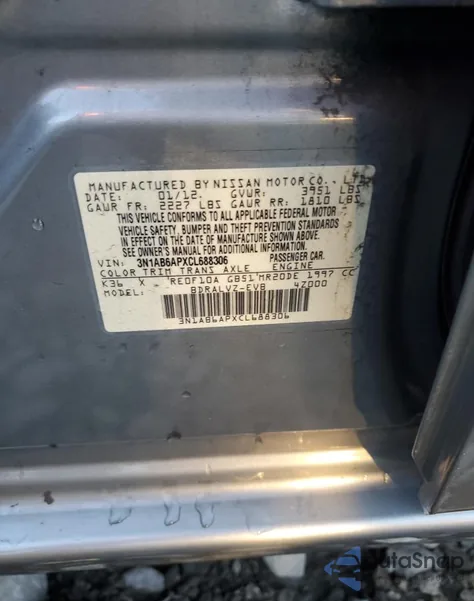 MANUFACTURED BY NISSAN MOTOR CO., LTD.
DATE: 01/12 GVWR: 3951 LBS
GAWR FR: 2227 LBS GAWR RR: 1810 LBS
THIS VEHICLE CONFORMS TO ALL APPLICABLE FEDERAL MOTOR
VEHICLE SAFETY, BUMPER AND THEFT PREVENTION STANDARDS
IN EFFECT ON THE DATE OF MANUFACTURE SHOWN ABOVE.
SEE OWNER'S MANUAL FOR ADDITIONAL INFORMATION.
VIN: 3N1AB6APXCL688306 PASSENGER CAR.
COLOR TRIM TRANS AXLE ENGINE
K36 X RE0F10A GB51 MR20DE 1997 CC
MODEL: BDRALVZ-EVB 4Z000
3N1AB6APXCL688306
DataSnap